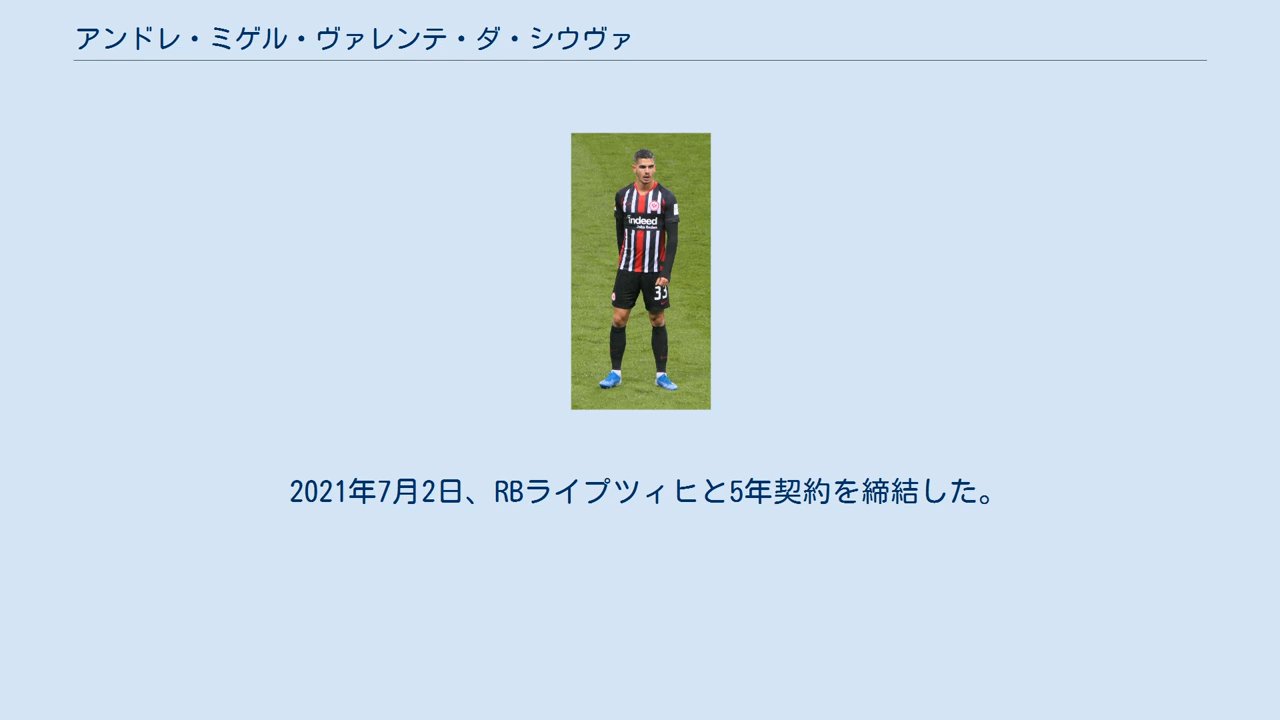 アンドレ・ミゲル・ヴァレンテ・ダ・シウヴァ
indeed
33
2021年7月2日、RBライプツィヒと5年契約を締結した。